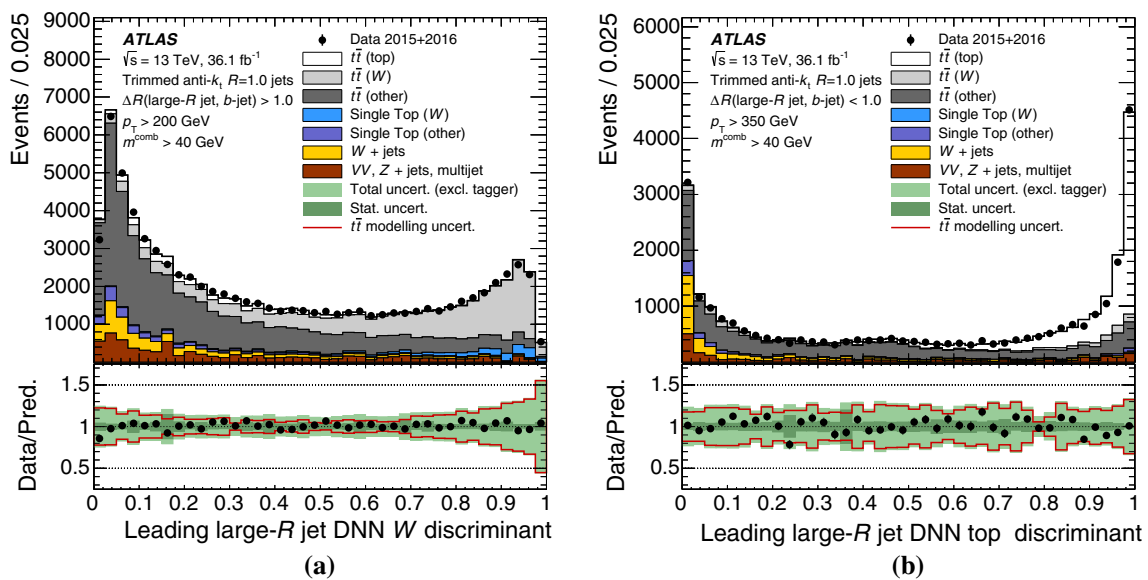 Events / 0.025
9000
8000
7000
6000
5000
4000
3000
2000
1000
ATLAS
√s = 13 TeV, 36.1 fb⁻¹
Trimmed anti-kₜ, R=1.0 jets
ΔR(large-R jet, b-jet) > 1.0
p_T > 200 GeV
m^comb > 40 GeV
Data 2015+2016
tt̄ (top)
tt̄ (W)
tt̄ (other)
Single Top (W)
Single Top (other)
W + jets
VV, Z + jets, multijet
Total uncert. (excl. tagger)
Stat. uncert.
tt̄ modelling uncert.
Data/Pred.
1.5
1
0.5
0 0.1 0.2 0.3 0.4 0.5 0.6 0.7 0.8 0.9 1
Leading large-R jet DNN W discriminant
(a)
Events / 0.025
6000
5000
4000
3000
2000
1000
ATLAS
√s = 13 TeV, 36.1 fb⁻¹
Trimmed anti-kₜ, R=1.0 jets
ΔR(large-R jet, b-jet) < 1.0
p_T > 350 GeV
m^comb > 40 GeV
Data 2015+2016
tt̄ (top)
tt̄ (W)
tt̄ (other)
Single Top (W)
Single Top (other)
W + jets
VV, Z + jets, multijet
Total uncert. (excl. tagger)
Stat. uncert.
tt̄ modelling uncert.
Data/Pred.
1.5
1
0.5
0 0.1 0.2 0.3 0.4 0.5 0.6 0.7 0.8 0.9 1
Leading large-R jet DNN top discriminant
(b)